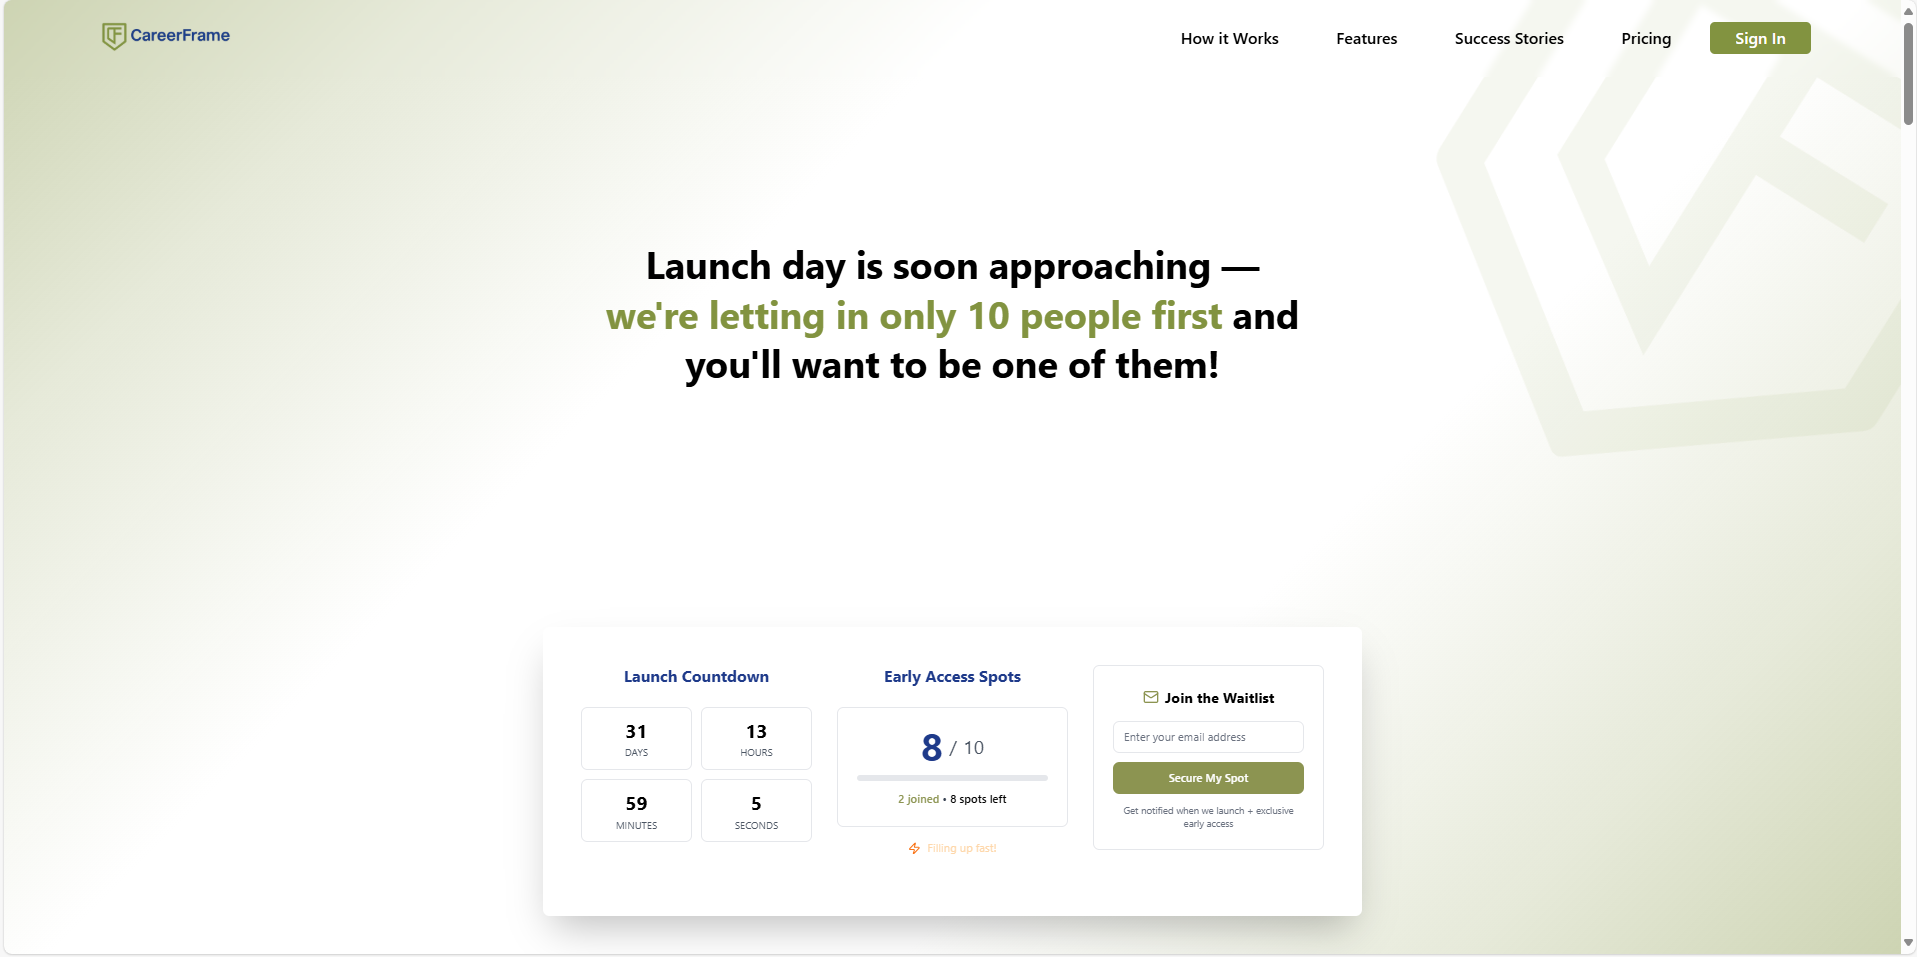 CareerFrame
How it Works
Features
Success Stories
Pricing
Sign In
Launch day is soon approaching —
we're letting in only 10 people first and
you'll want to be one of them!
Launch Countdown
31
DAYS
13
HOURS
59
MINUTES
5
SECONDS
Early Access Spots
8 / 10
2 joined • 8 spots left
Filling up fast!
Join the Waitlist
Enter your email address
Secure My Spot
Get notified when we launch + exclusive
early access